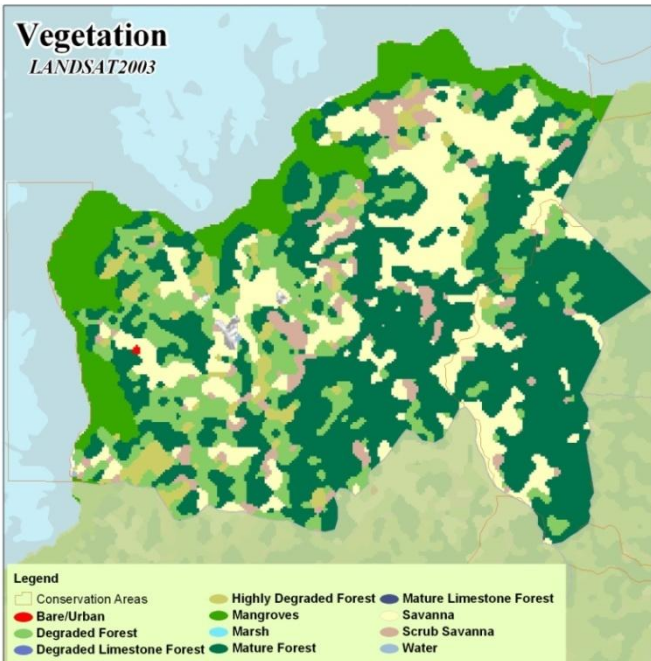 Vegetation
LANDSAT2003
Legend
Conservation Areas
Bare/Urban
Degraded Forest
Degraded Limestone Forest
Highly Degraded Forest
Mangroves
Marsh
Mature Forest
Mature Limestone Forest
Savanna
Scrub Savanna
Water